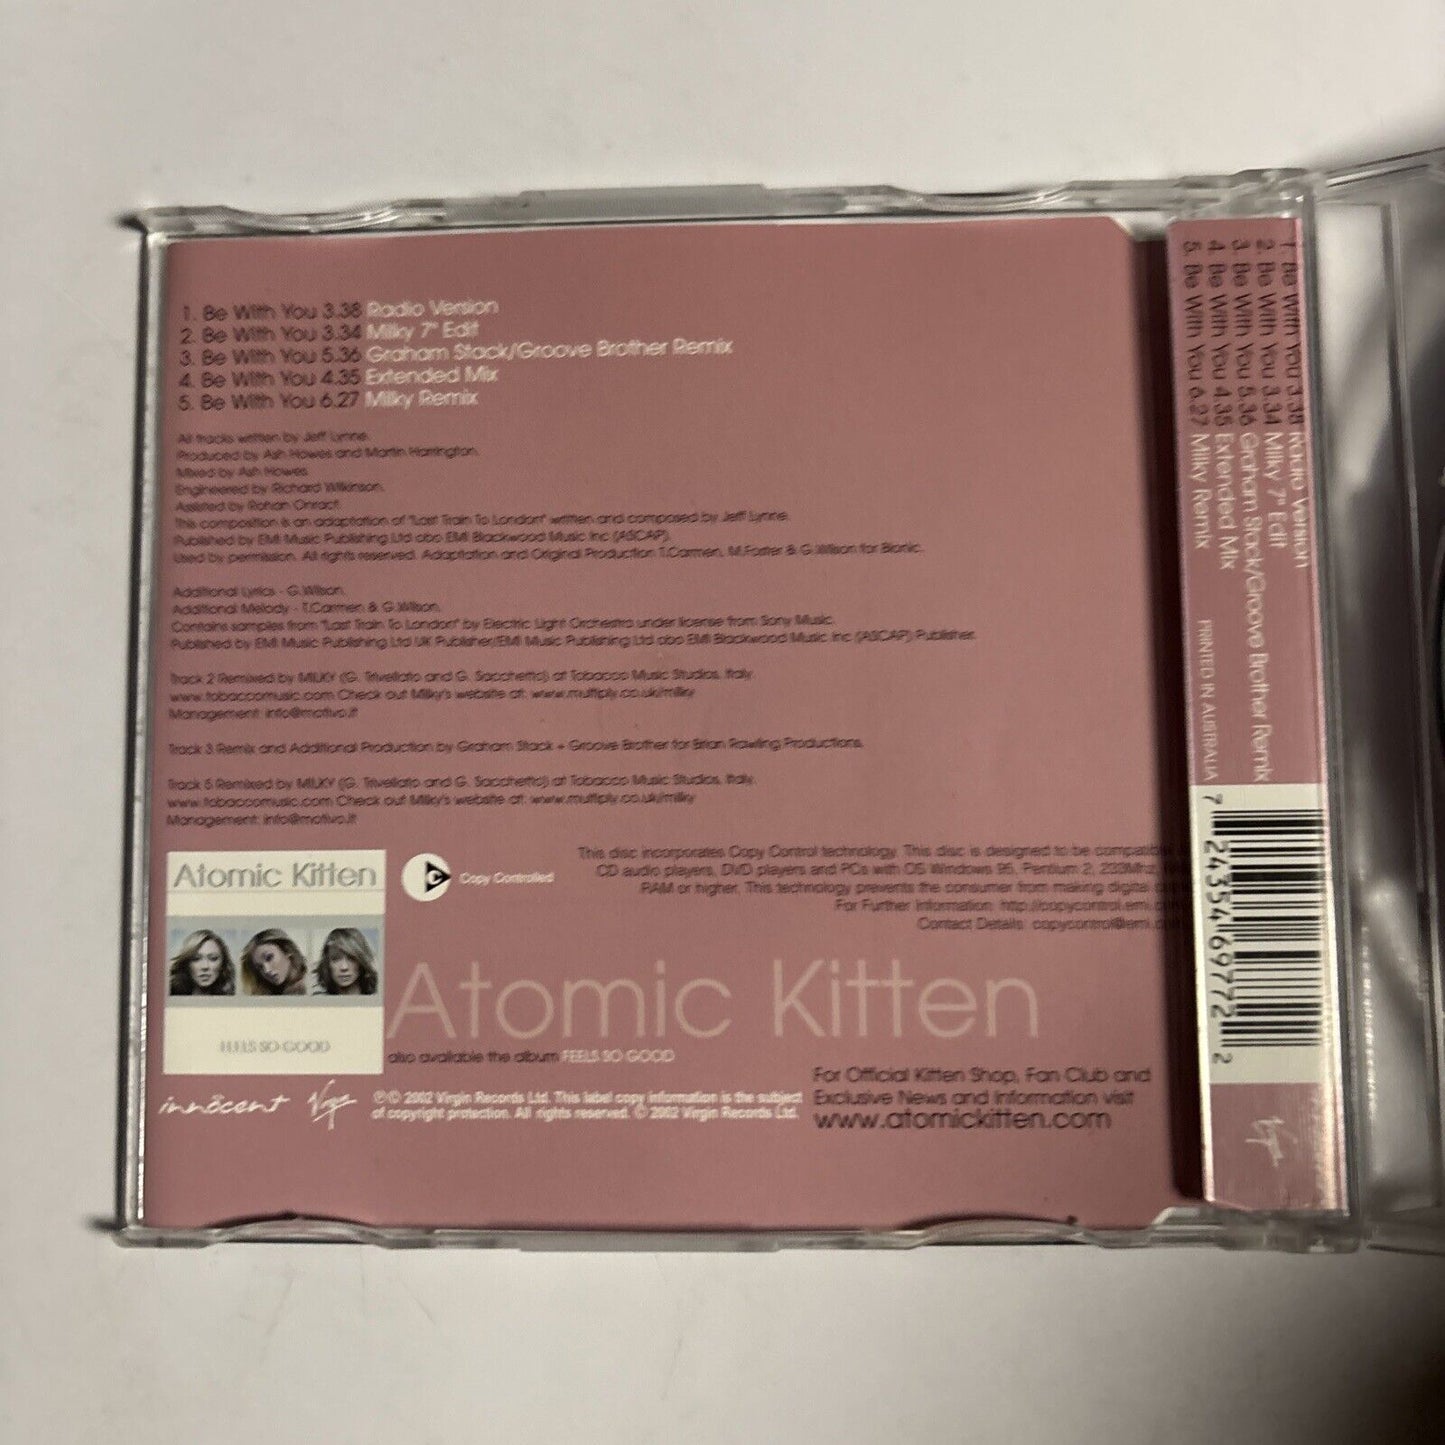 1. Be With You 3.38 Radio Version
2. Be With You 3.34 Milky 7" Edit
3. Be With You 5.36 Graham Stack/Groove Brother Remix
4. Be With You 4.35 Extended Mix
5. Be With You 6.27 Milky Remix
All tracks written by Jeff Lynne.
Produced by Ash Howes and Martin Harrington.
Mixed by Ash Howes.
Engineered by Richard Wilkinson.
Assisted by Rohan Onraet.
This composition is an adaptation of "Last Train To London" written and composed by Jeff Lynne.
Published by EMI Music Publishing Ltd obo EMI Blackwood Music Inc (ASCAP).
Used by permission. All rights reserved. Adaptation and Original Production T.Carmen, M.Foster & G.Wilson for Bionic.
Additional Lyrics - G.Wilson.
Additional Melody - T.Carmen & G.Wilson.
Contains samples from "Last Train To London" by Electric Light Orchestra under license from Sony Music.
Published by EMI Music Publishing Ltd UK Publisher/EMI Music Publishing Ltd obo EMI Blackwood Music Inc (ASCAP) Publisher.
Track 2 Remixed by MILKY (G. Trivellato and G. Sacchetto) at Tobacco Music Studios, Italy.
www.tobaccomusic.com Check out Milky's website at: www.multiply.co.uk/milky
Management: info@motivo.it
Track 3 Remix and Additional Production by Graham Stack + Groove Brother for Brian Rawling Productions.
Track 5 Remixed by MILKY (G. Trivellato and G. Sacchetto) at Tobacco Music Studios, Italy.
www.tobaccomusic.com Check out Milky's website at: www.multiply.co.uk/milky
Management: info@motivo.it
Atomic Kitten
FEELS SO GOOD
C
Copy Controlled
This disc incorporates Copy Control technology. This disc is designed to be
CD audio players, DVD players and PCs with OS Windows 95, Pentium 2, 233Mhz,
RAM or higher. This technology prevents the consumer from making digital
For Further Information: http://copycontrol.emi
Contact Details: copycontrol@emi
Atomic Kitten
also available the album FEELS SO GOOD
innocent Virgin
℗© 2002 Virgin Records Ltd. This label copy information is the subject
of copyright protection. All rights reserved. © 2002 Virgin Records Ltd.
For Official Kitten Shop, Fan Club and
Exclusive News and Information visit
www.atomickitten.com
1. Be With You 3.38 Radio Version
2. Be With You 3.34 Milky 7" Edit
3. Be With You 5.36 Graham Stack/Groove Brother Remix
4. Be With You 4.35 Extended Mix
5. Be With You 6.27 Milky Remix
PRINTED IN AUSTRALIA
7 24354 69772 2
Virgin